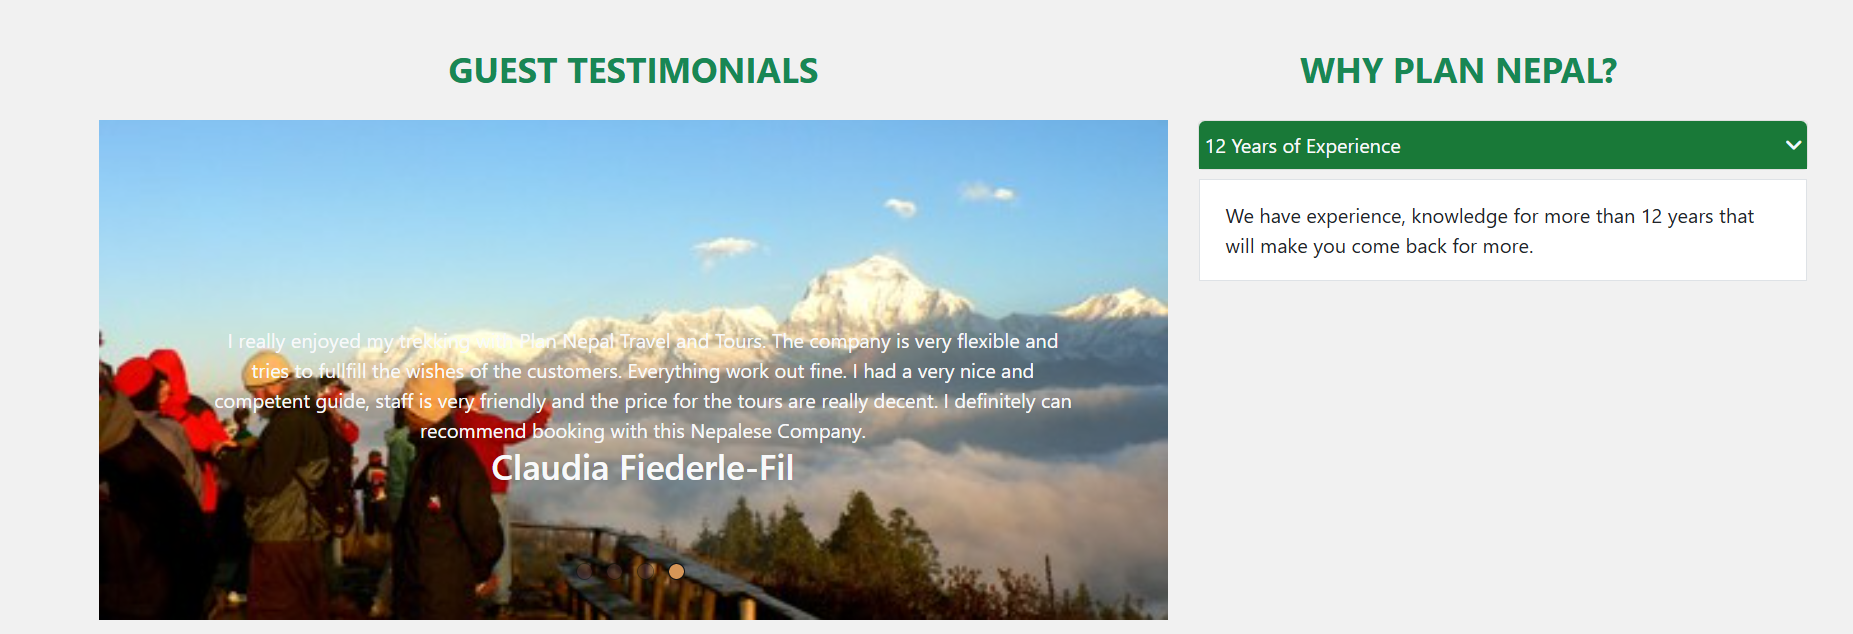 GUEST TESTIMONIALS
I really enjoyed my trekking with Plan Nepal Travel and Tours. The company is very flexible and
tries to fullfill the wishes of the customers. Everything work out fine. I had a very nice and
competent guide, staff is very friendly and the price for the tours are really decent. I definitely can
recommend booking with this Nepalese Company.
Claudia Fiederle-Fil
WHY PLAN NEPAL?
12 Years of Experience
We have experience, knowledge for more than 12 years that
will make you come back for more.